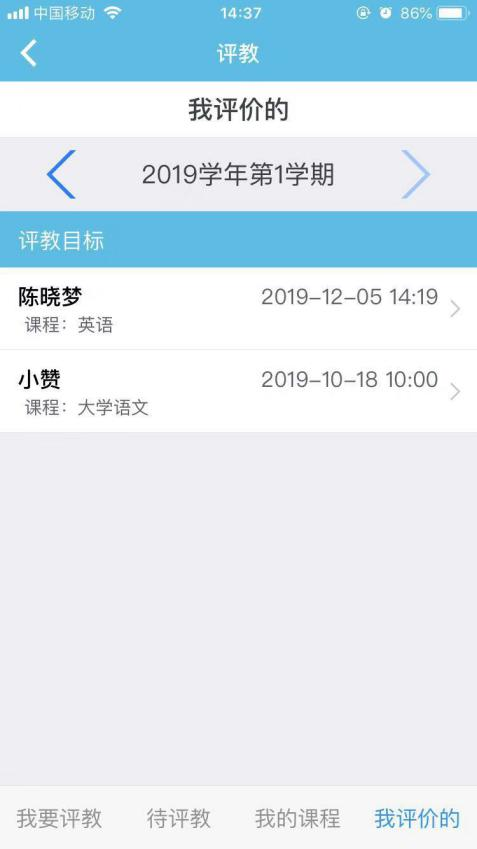 中国移动 14:37 86%
评教
我评价的
2019学年第1学期
评教目标
陈晓梦 2019-12-05 14:19
课程：英语
小赞 2019-10-18 10:00
课程：大学语文
我要评教 待评教 我的课程 我评价的